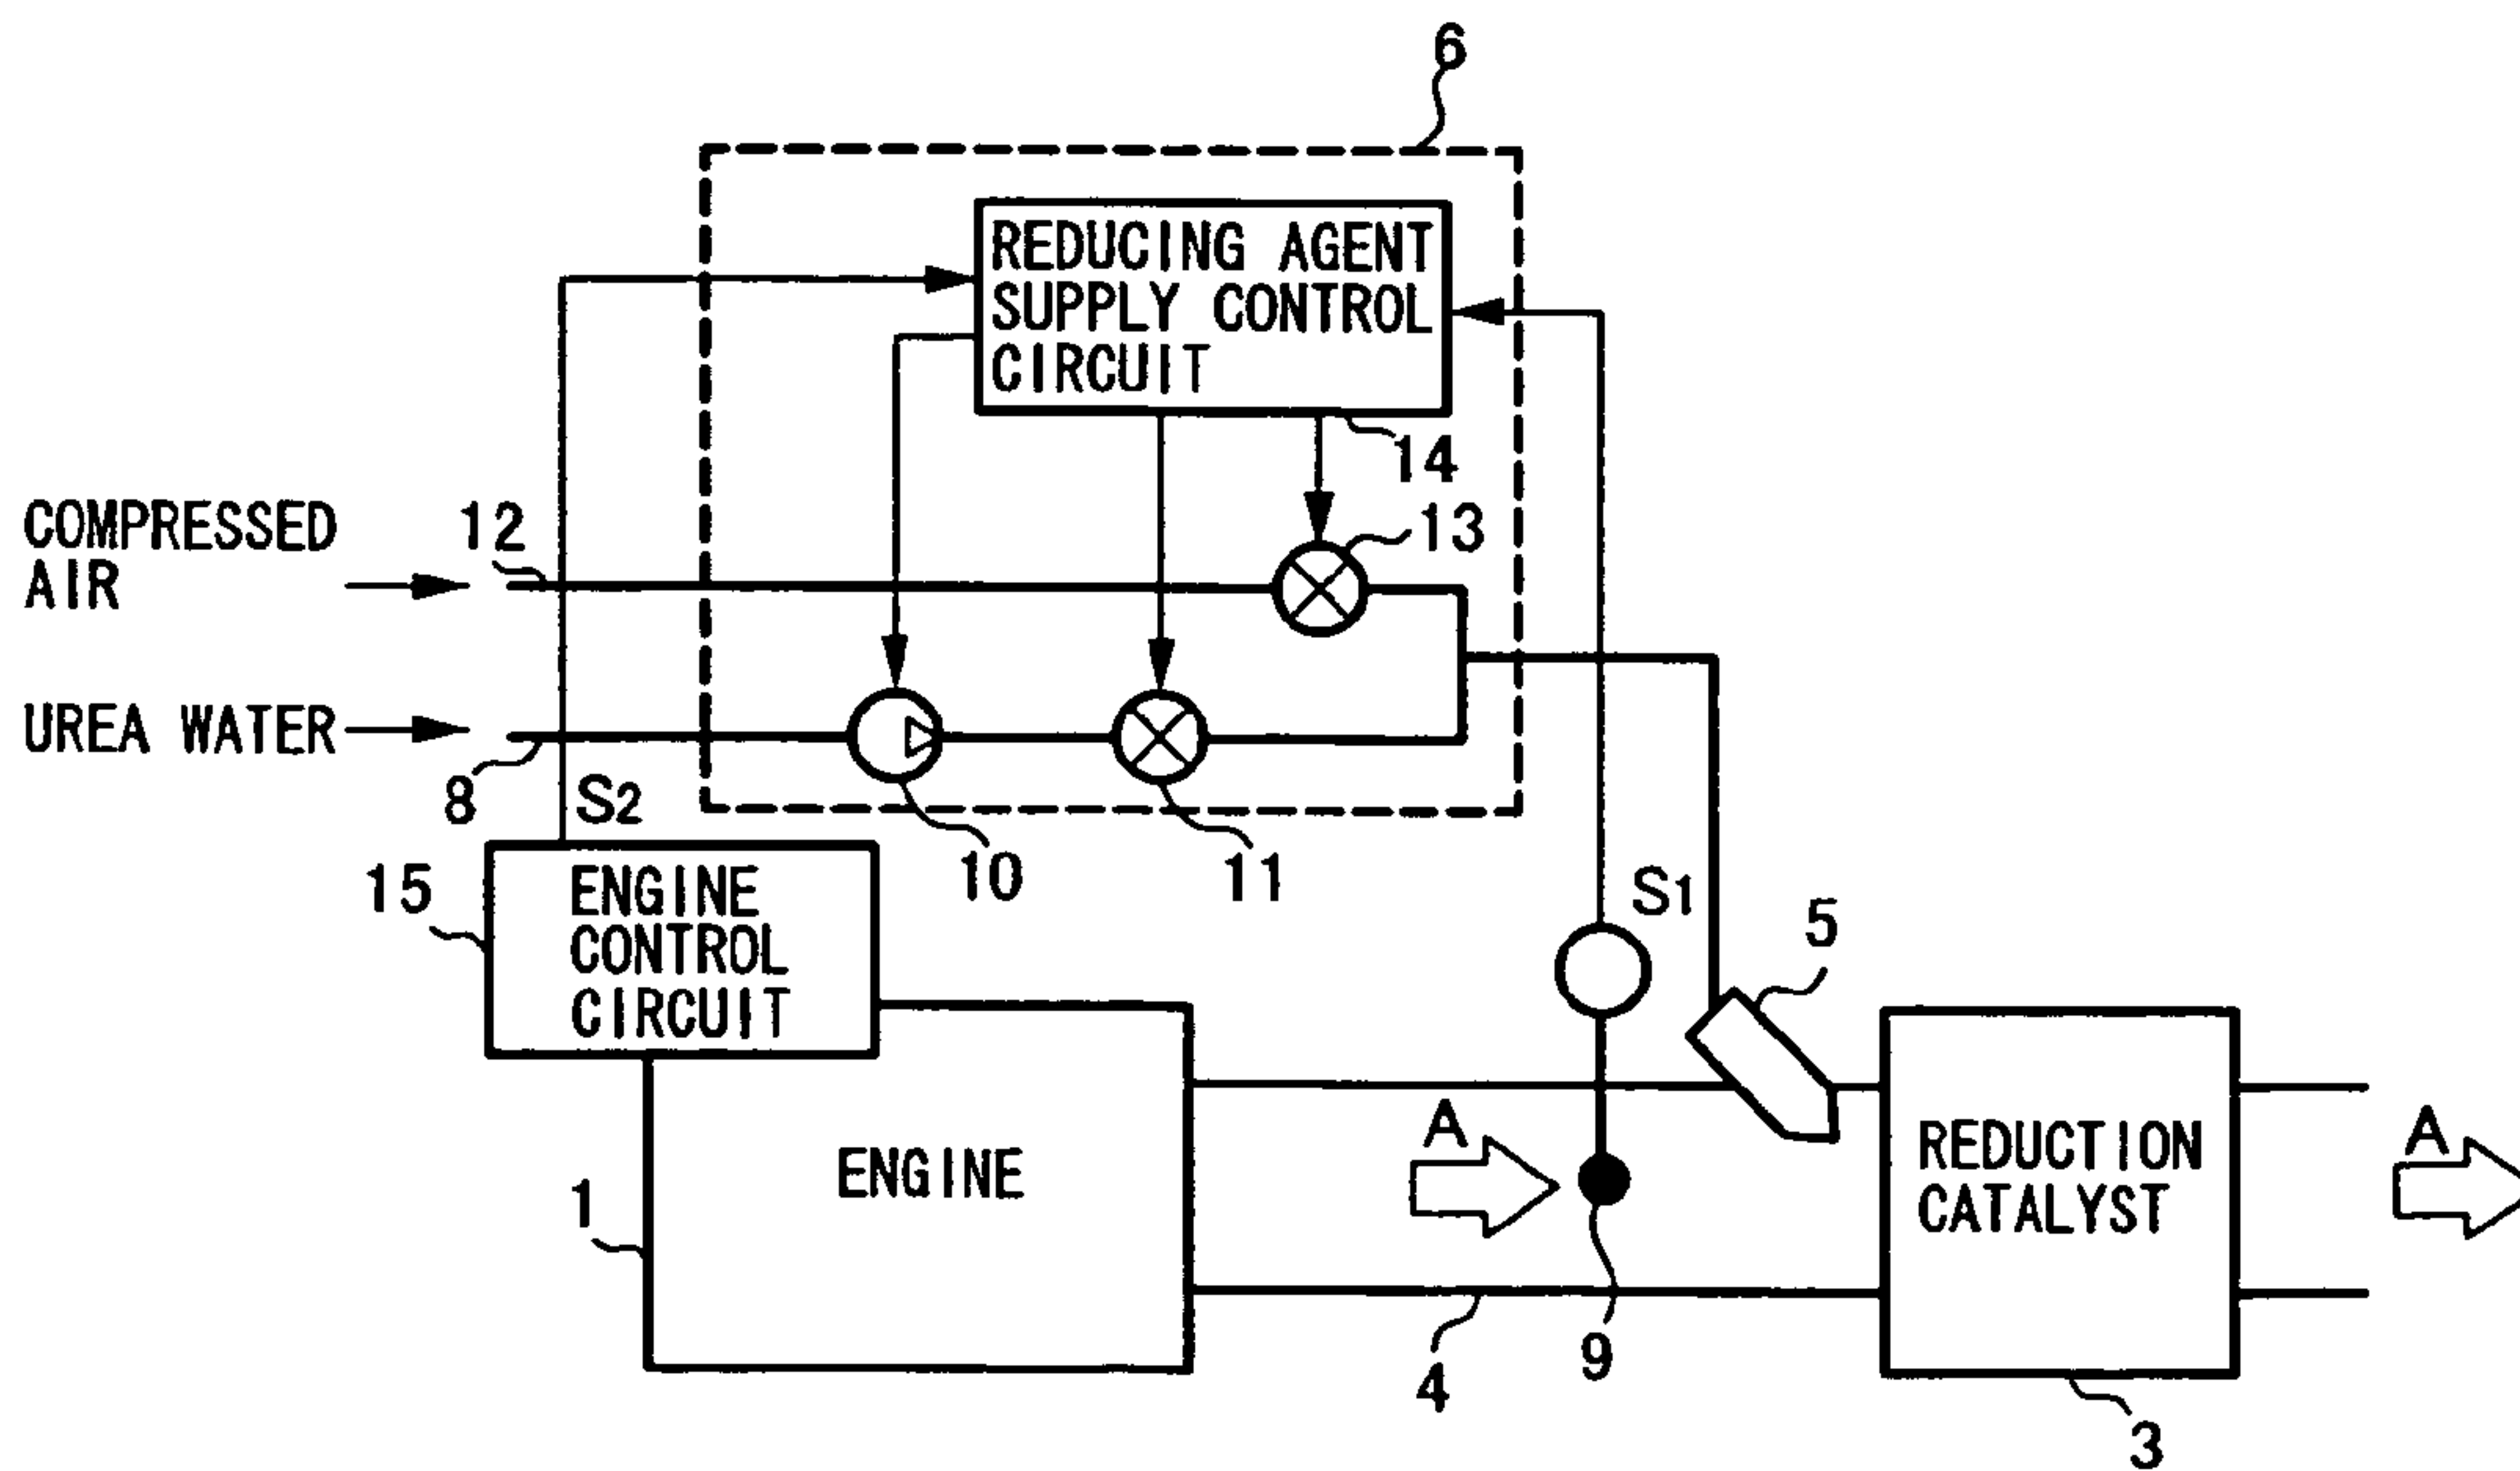 6
REDUCING AGENT
SUPPLY CONTROL
CIRCUIT
14
COMPRESSED
AIR
12
13
UREA WATER
8
S2
10
11
15
ENGINE
CONTROL
CIRCUIT
S1
5
A
A
ENGINE
REDUCTION
CATALYST
1
9
4
3